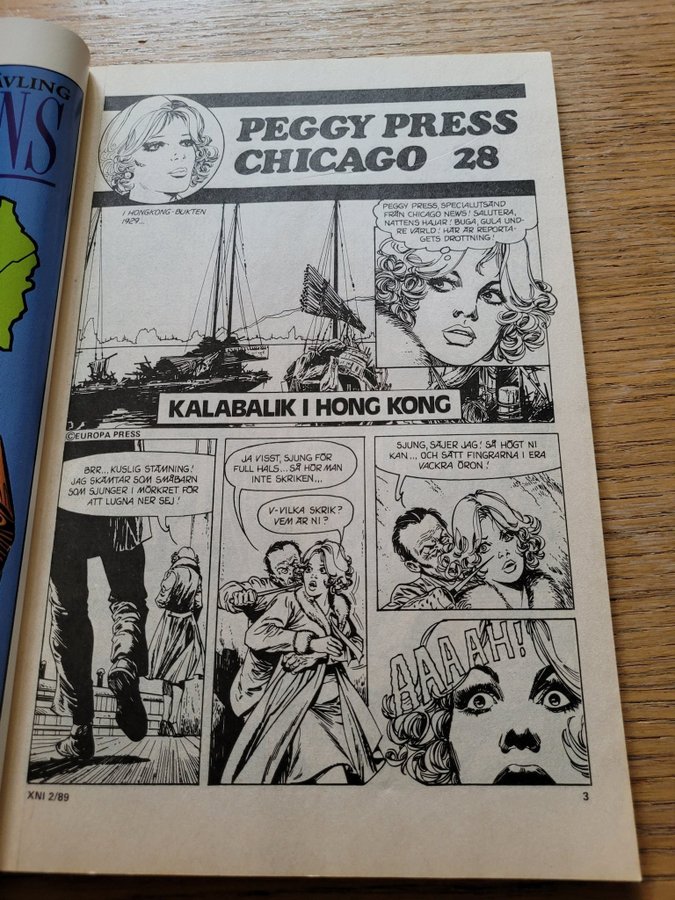 ÄVLING
NS
PEGGY PRESS
CHICAGO 28
I HONGKONG-BUKTEN
1929...
PEGGY PRESS, SPECIALUTSÄND
FRÅN CHICAGO NEWS! SALUTERA,
NATTENS HAJAR! BUGA, GULA UND-
RE VÄRLD! HÄR ÄR REPORTA-
GETS DROTTNING!
KALABALIK I HONG KONG
©EUROPA PRESS
BRR... KUSLIG STÄMNING!
JAG SKÄMTAR SOM SMÅBARN
SOM SJUNGER I MÖRKRET FÖR
ATT LUGNA NER SEJ!
JA VISST, SJUNG FÖR
FULL HALS... SÅ HÖR MAN
INTE SKRIKEN...
V-VILKA SKRIK?
VEM ÄR NI?
SJUNG, SÄJER JAG! SÅ HÖGT NI
KAN... OCH SÄTT FINGRARNA I ERA
VACKRA ÖRON!
AAAAH!
XNI 2/89
3